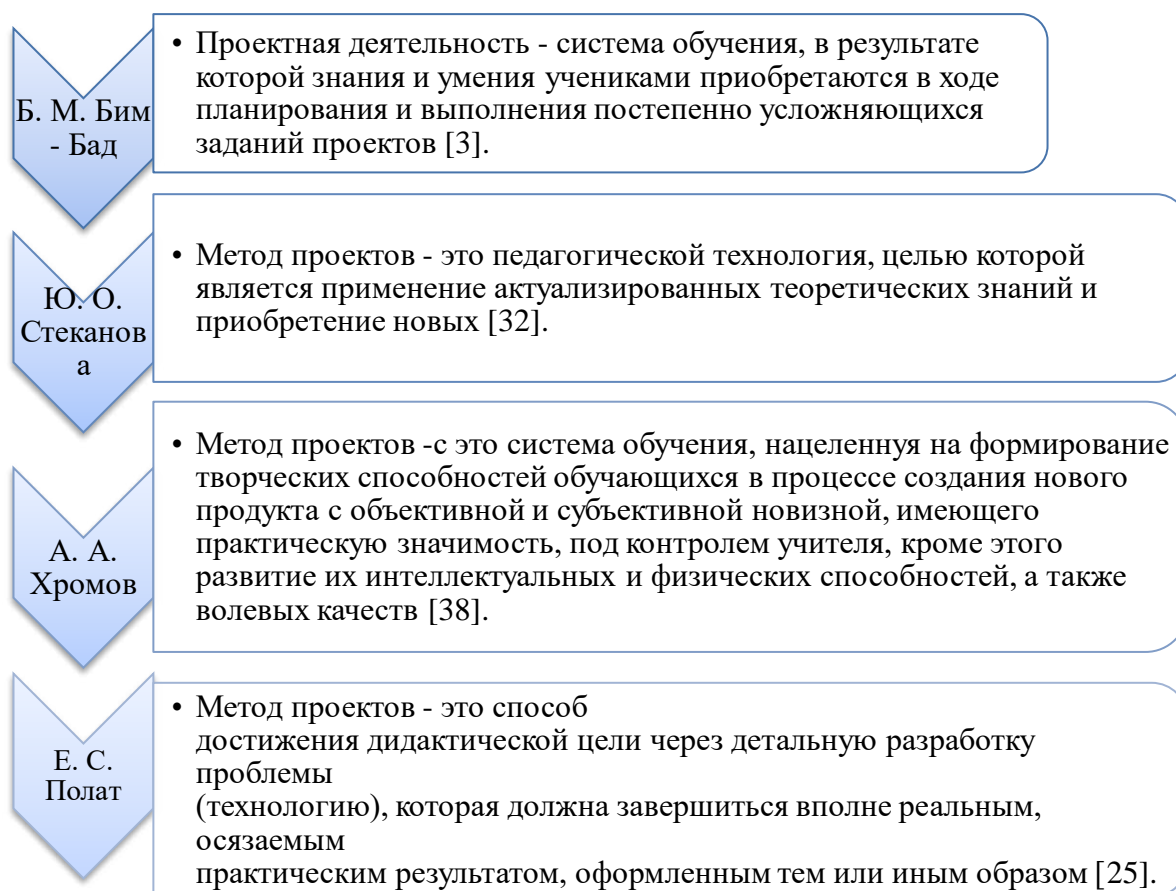 Б. М. Бим
- Бад
• Проектная деятельность - система обучения, в результате
которой знания и умения учениками приобретаются в ходе
планирования и выполнения постепенно усложняющихся
заданий проектов [3].
Ю. О.
Стеканов
а
• Метод проектов - это педагогической технология, целью которой
является применение актуализированных теоретических знаний и
приобретение новых [32].
А. А.
Хромов
• Метод проектов -с это система обучения, нацеленнуя на формирование
творческих способностей обучающихся в процессе создания нового
продукта с объективной и субъективной новизной, имеющего
практическую значимость, под контролем учителя, кроме этого
развитие их интеллектуальных и физических способностей, а также
волевых качеств [38].
Е. С.
Полат
• Метод проектов - это способ
достижения дидактической цели через детальную разработку
проблемы
(технологию), которая должна завершиться вполне реальным,
осязаемым
практическим результатом, оформленным тем или иным образом [25].